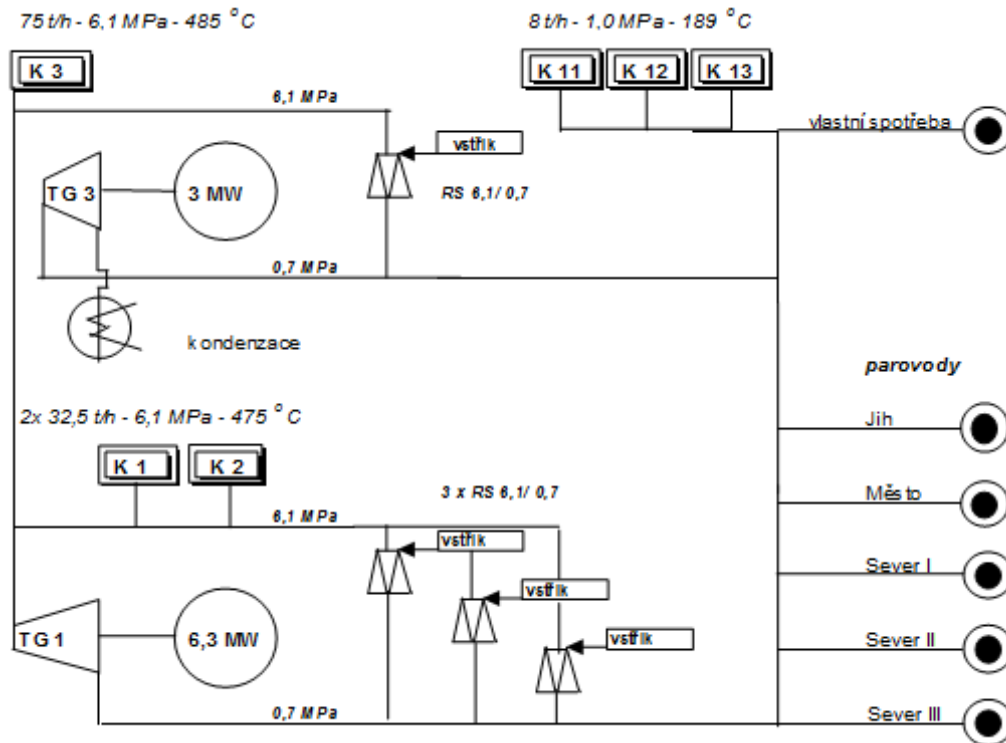 75 t/h - 6,1 MPa - 485 °C
8 t/h - 1,0 MPa - 189 °C
K 3
K 11
K 12
K 13
6,1 MPa
vlastní spotřeba
vstřik
TG 3
3 MW
RS 6,1/ 0,7
0,7 MPa
kondenzace
parovody
2x 32,5 t/h - 6,1 MPa - 475 °C
Jih
K 1
K 2
3 x RS 6,1/ 0,7
Město
6,1 MPa
vstřik
Sever I
vstřik
TG 1
6,3 MW
vstřik
Sever II
0,7 MPa
Sever III